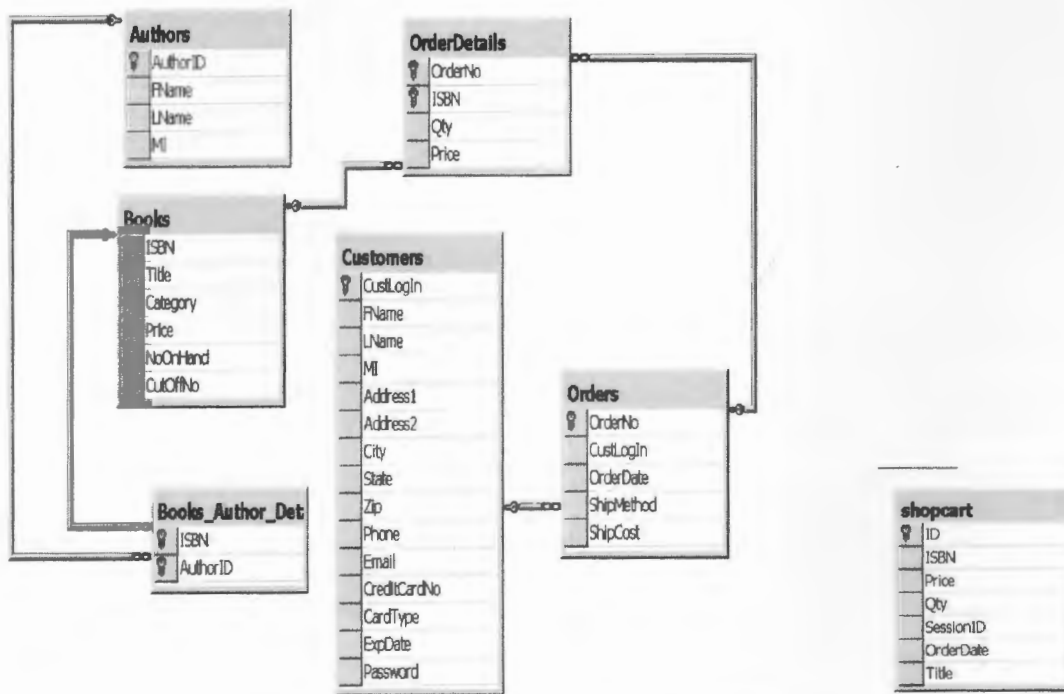 Authors
AuthorID
FName
LName
MI
OrderDetails
OrderNo
ISBN
Qty
Price
Books
ISBN
Title
Category
Price
NoOnHand
CutOffNo
Customers
CustLogIn
FName
LName
MI
Address1
Address2
City
State
Zip
Phone
Email
CreditCardNo
CardType
ExpDate
Password
Orders
OrderNo
CustLogIn
OrderDate
ShipMethod
ShipCost
Books_Author_Det
ISBN
AuthorID
shopcart
ID
ISBN
Price
Qty
SessionID
OrderDate
Title